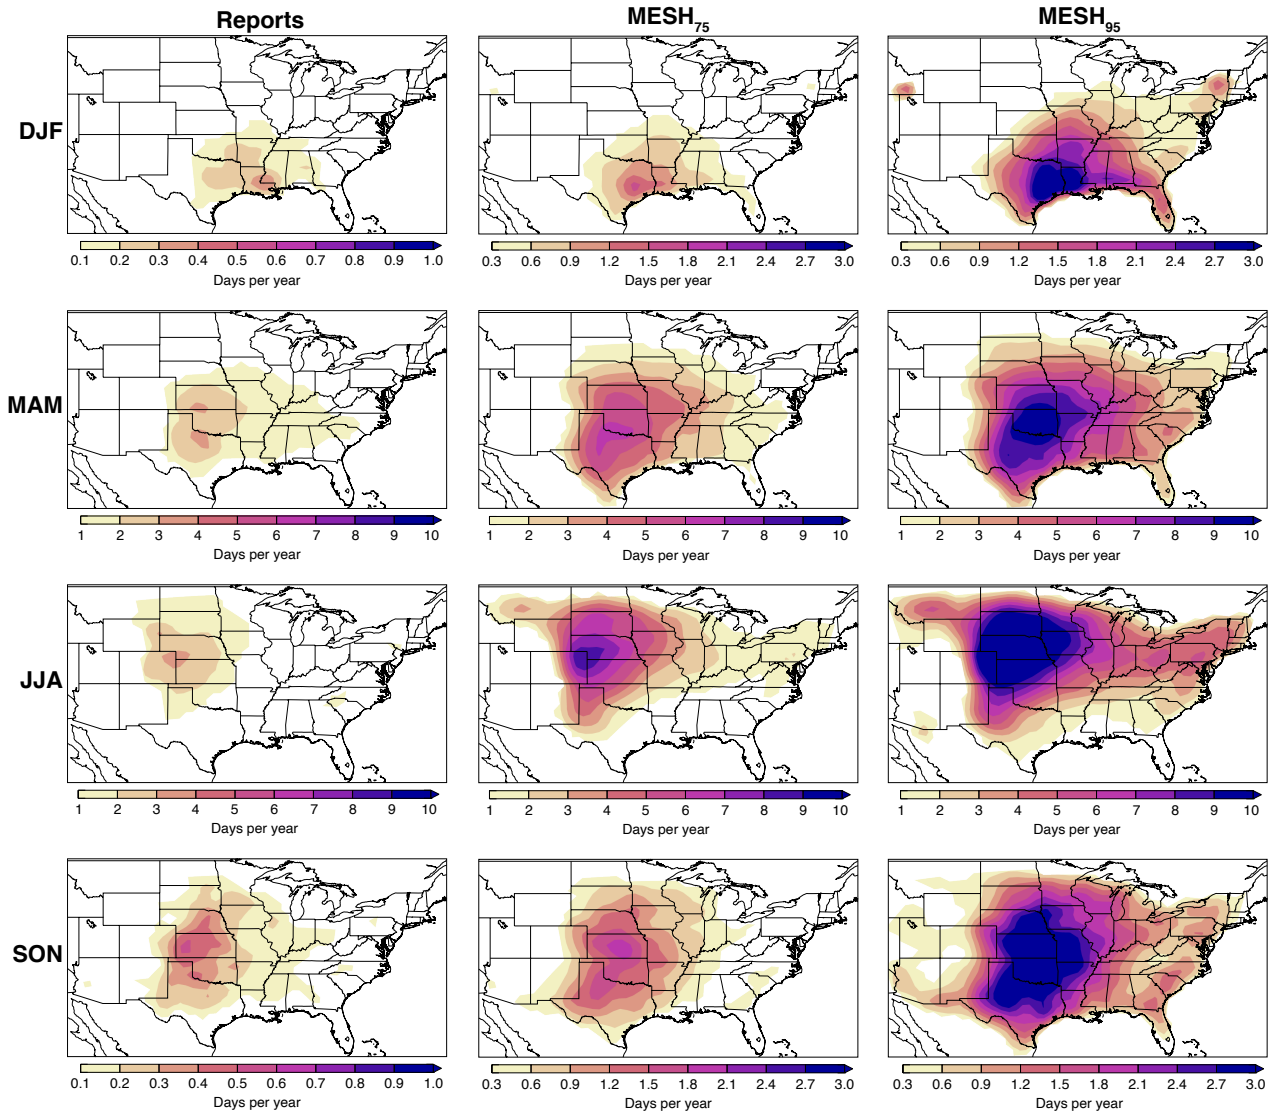 Reports MESH75 MESH95
DJF
0.1 0.2 0.3 0.4 0.5 0.6 0.7 0.8 0.9 1.0
Days per year
0.3 0.6 0.9 1.2 1.5 1.8 2.1 2.4 2.7 3.0
Days per year
0.3 0.6 0.9 1.2 1.5 1.8 2.1 2.4 2.7 3.0
Days per year
MAM
1 2 3 4 5 6 7 8 9 10
Days per year
1 2 3 4 5 6 7 8 9 10
Days per year
1 2 3 4 5 6 7 8 9 10
Days per year
JJA
1 2 3 4 5 6 7 8 9 10
Days per year
1 2 3 4 5 6 7 8 9 10
Days per year
1 2 3 4 5 6 7 8 9 10
Days per year
SON
0.1 0.2 0.3 0.4 0.5 0.6 0.7 0.8 0.9 1.0
Days per year
0.3 0.6 0.9 1.2 1.5 1.8 2.1 2.4 2.7 3.0
Days per year
0.3 0.6 0.9 1.2 1.5 1.8 2.1 2.4 2.7 3.0
Days per year